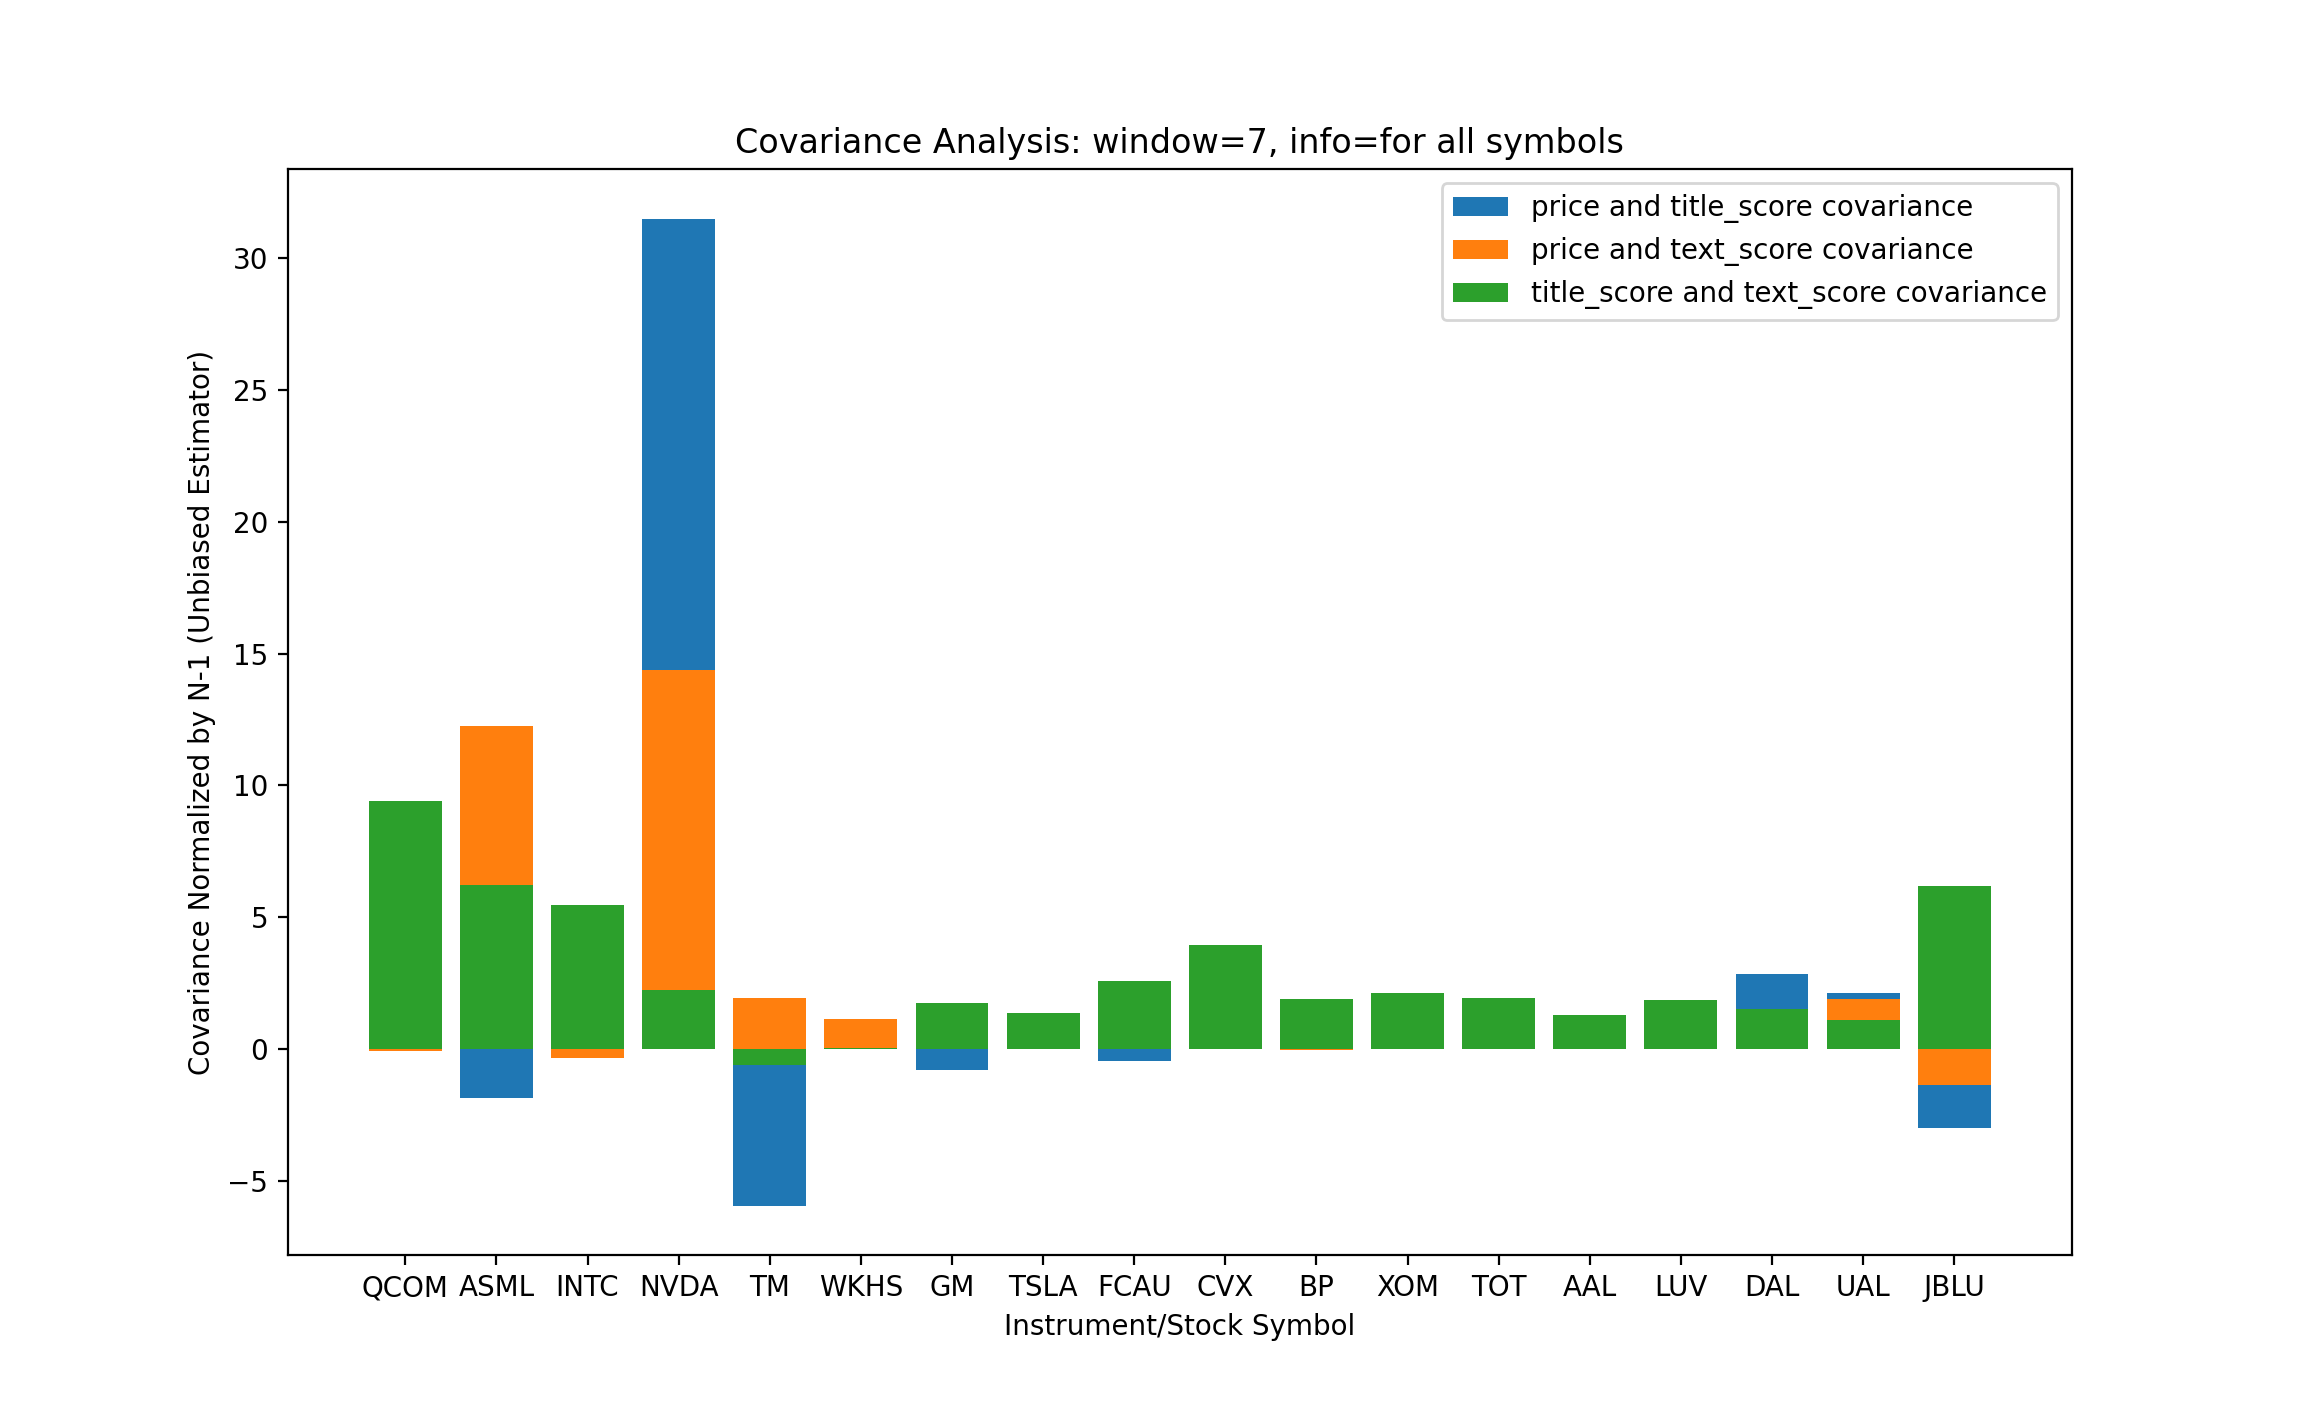 Covariance Analysis: window=7, info=for all symbols
price and title_score covariance
price and text_score covariance
title_score and text_score covariance
Covariance Normalized by N-1 (Unbiased Estimator)
30
25
20
15
10
5
0
−5
QCOM ASML INTC NVDA TM WKHS GM TSLA FCAU CVX BP XOM TOT AAL LUV DAL UAL JBLU
Instrument/Stock Symbol